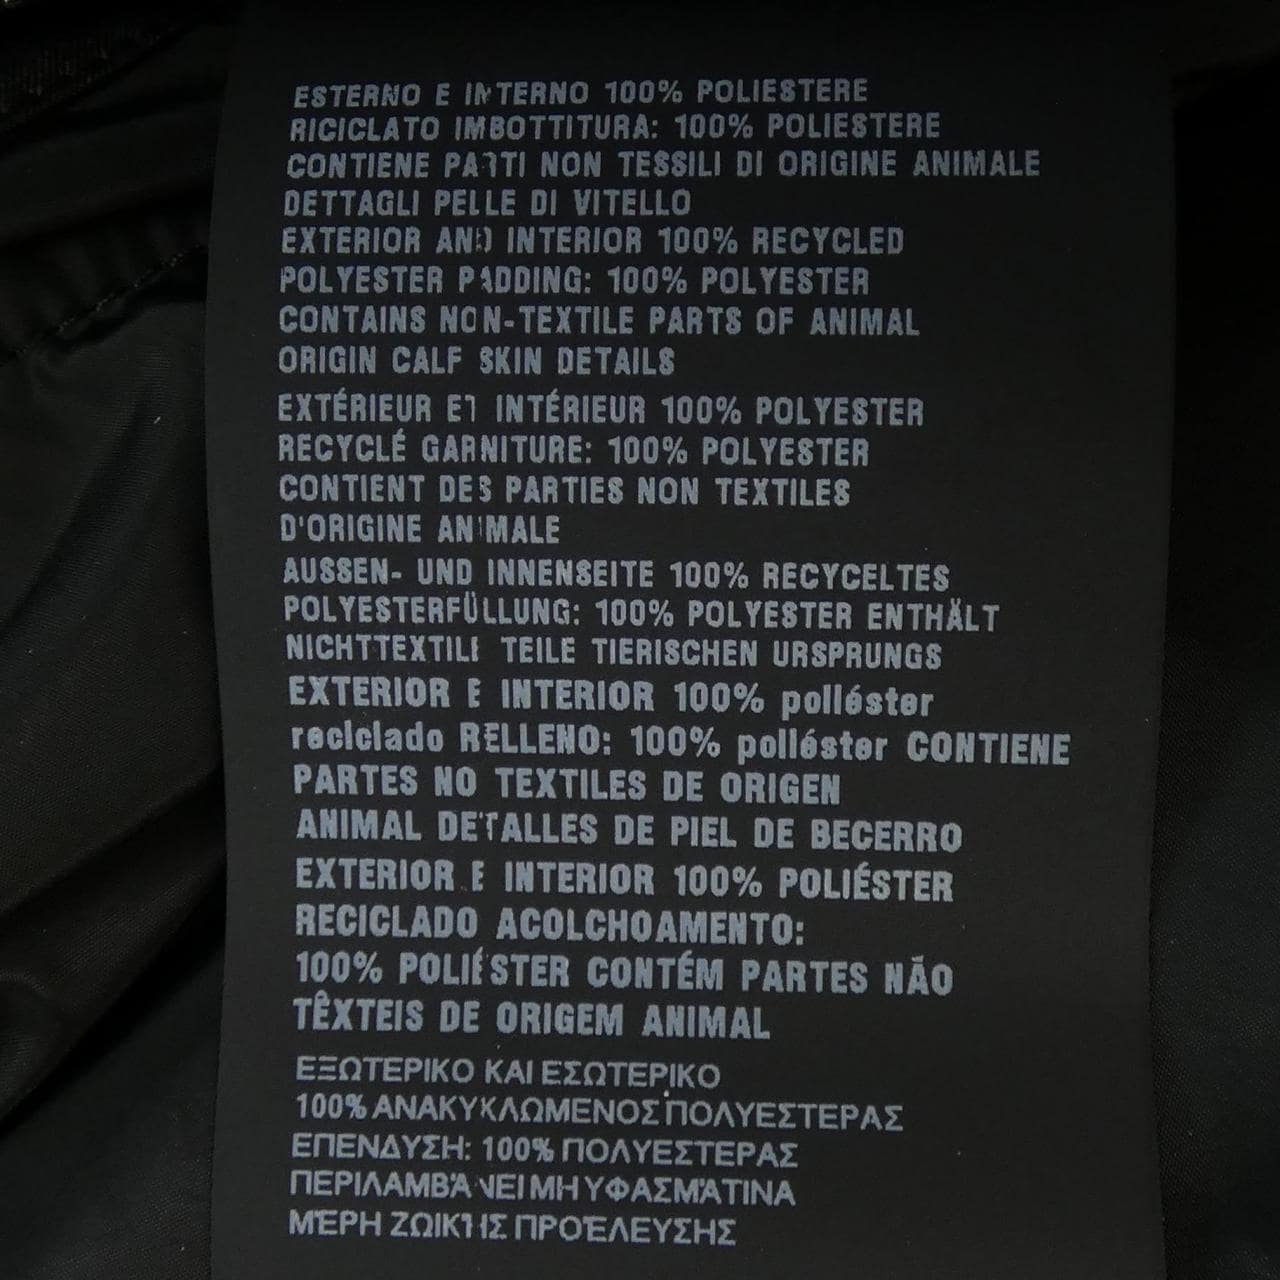 ESTERNO E INTERNO 100% POLIESTERE
RICICLATO IMBOTTITURA: 100% POLIESTERE
CONTIENE PARTI NON TESSILI DI ORIGINE ANIMALE
DETTAGLI PELLE DI VITELLO
EXTERIOR AND INTERIOR 100% RECYCLED
POLYESTER PADDING: 100% POLYESTER
CONTAINS NON-TEXTILE PARTS OF ANIMAL
ORIGIN CALF SKIN DETAILS
EXTÉRIEUR ET INTÉRIEUR 100% POLYESTER
RECYCLÉ GARNITURE: 100% POLYESTER
CONTIENT DES PARTIES NON TEXTILES
D'ORIGINE ANIMALE
AUSSEN- UND INNENSEITE 100% RECYCELTES
POLYESTERFÜLLUNG: 100% POLYESTER ENTHÄLT
NICHTTEXTILE TEILE TIERISCHEN URSPRUNGS
EXTERIOR E INTERIOR 100% poliéster
reciclado RELLENO: 100% poliéster CONTIENE
PARTES NO TEXTILES DE ORIGEN
ANIMAL DETALLES DE PIEL DE BECERRO
EXTERIOR E INTERIOR 100% POLIÉSTER
RECICLADO ACOLCHOAMENTO:
100% POLIÉSTER CONTÉM PARTES NÃO
TÊXTEIS DE ORIGEM ANIMAL
ΕΞΩΤΕΡΙΚΟ ΚΑΙ ΕΣΩΤΕΡΙΚΟ
100% ΑΝΑΚΥΚΛΩΜΕΝΟΣ ΠΟΛΥΕΣΤΕΡΑΣ
ΕΠΕΝΔΥΣΗ: 100% ΠΟΛΥΕΣΤΕΡΑΣ
ΠΕΡΙΛΑΜΒΆΝΕΙ ΜΗ ΥΦΑΣΜΆΤΙΝΑ
ΜΈΡΗ ΖΩΙΚΉΣ ΠΡΟΈΛΕΥΣΗΣ